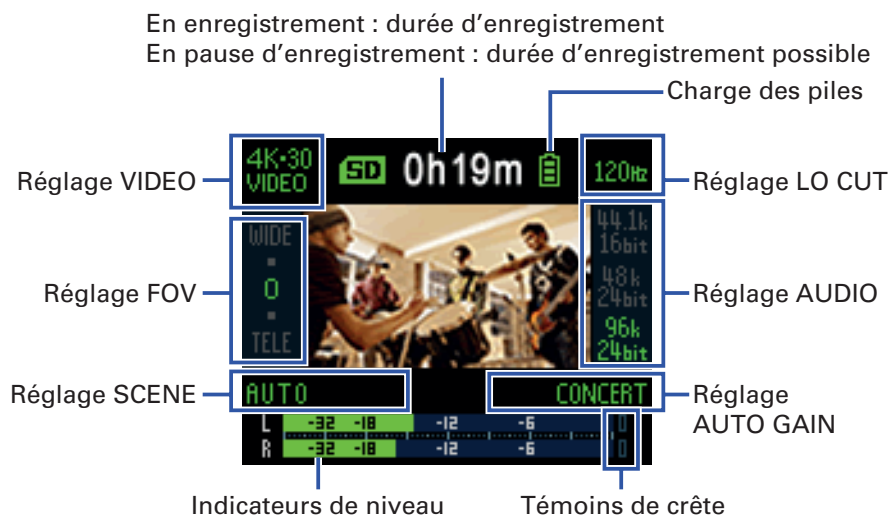 En enregistrement : durée d’enregistrement
En pause d’enregistrement : durée d’enregistrement possible
Charge des piles
4K•30
VIDEO
SD
0h19m
120Hz
Réglage VIDEO
Réglage LO CUT
WIDE
0
TELE
44.1k
16bit
48k
24bit
96k
24bit
Réglage FOV
Réglage AUDIO
Réglage SCENE
AUTO
CONCERT
Réglage
AUTO GAIN
L -32 -18 -12 -6 0
R -32 -18 -12 -6 0
Indicateurs de niveau
Témoins de crête